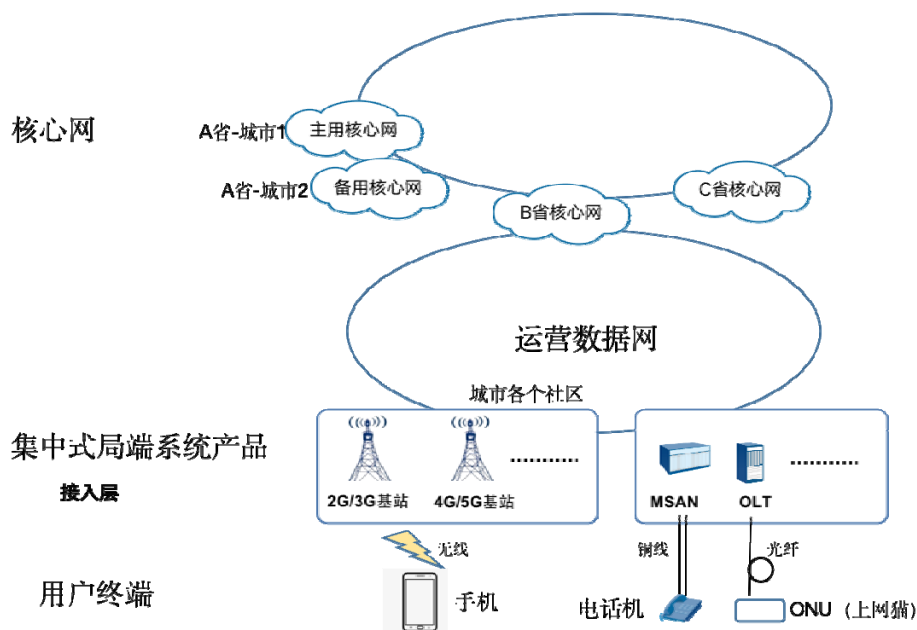 核心网
A省-城市1
主用核心网
A省-城市2
备用核心网
B省核心网
C省核心网
运营数据网
城市各个社区
集中式局端系统产品
接入层
2G/3G基站
4G/5G基站
...........
MSAN
OLT
...........
无线
铜线
光纤
用户终端
手机
电话机
ONU（上网猫）